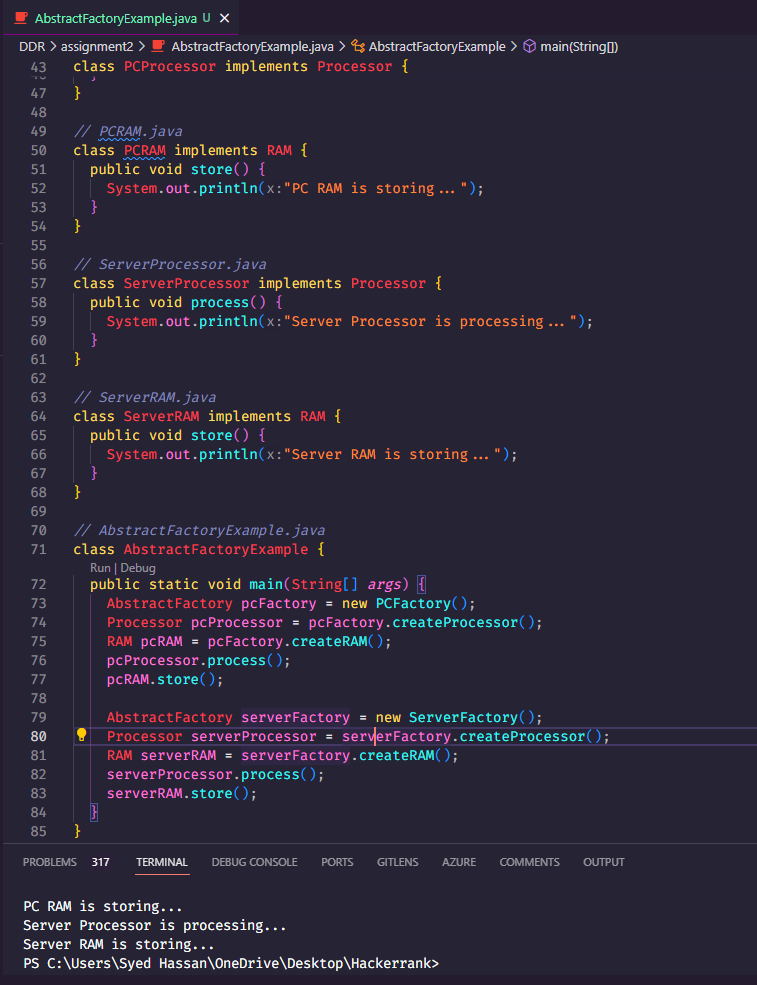 AbstractFactoryExample.java U ×
DDR > assignment2 > AbstractFactoryExample.java > AbstractFactoryExample > main(String[])
43 class PCProcessor implements Processor {
46 }
47 }
48
49 // PCRAM.java
50 class PCRAM implements RAM {
51 public void store() {
52 System.out.println(x:"PC RAM is storing...");
53 }
54 }
55
56 // ServerProcessor.java
57 class ServerProcessor implements Processor {
58 public void process() {
59 System.out.println(x:"Server Processor is processing...");
60 }
61 }
62
63 // ServerRAM.java
64 class ServerRAM implements RAM {
65 public void store() {
66 System.out.println(x:"Server RAM is storing...");
67 }
68 }
69
70 // AbstractFactoryExample.java
71 class AbstractFactoryExample {
Run | Debug
72 public static void main(String[] args) {
73 AbstractFactory pcFactory = new PCFactory();
74 Processor pcProcessor = pcFactory.createProcessor();
75 RAM pcRAM = pcFactory.createRAM();
76 pcProcessor.process();
77 pcRAM.store();
78
79 AbstractFactory serverFactory = new ServerFactory();
80 Processor serverProcessor = serverFactory.createProcessor();
81 RAM serverRAM = serverFactory.createRAM();
82 serverProcessor.process();
83 serverRAM.store();
84 }
85 }
PROBLEMS 317 TERMINAL DEBUG CONSOLE PORTS GITLENS AZURE COMMENTS OUTPUT
PC RAM is storing...
Server Processor is processing...
Server RAM is storing...
PS C:\Users\Syed Hassan\OneDrive\Desktop\Hackerrank>